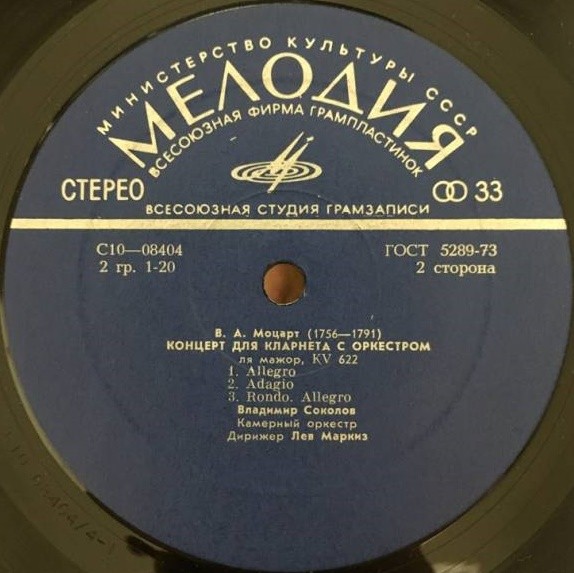 МИНИСТЕРСТВО КУЛЬТУРЫ СССР
МЕЛОДИЯ
ВСЕСОЮЗНАЯ ФИРМА ГРАМПЛАСТИНОК
СТЕРЕО
33
ВСЕСОЮЗНАЯ СТУДИЯ ГРАМЗАПИСИ
С10—08404
ГОСТ 5289-73
2 гр. 1-20
2 сторона
В. А. Моцарт (1756—1791)
КОНЦЕРТ ДЛЯ КЛАРНЕТА С ОРКЕСТРОМ
ля мажор, KV 622
1. Allegro
2. Adagio
3. Rondo. Allegro
Владимир Соколов
Камерный оркестр
Дирижер Лев Маркиз